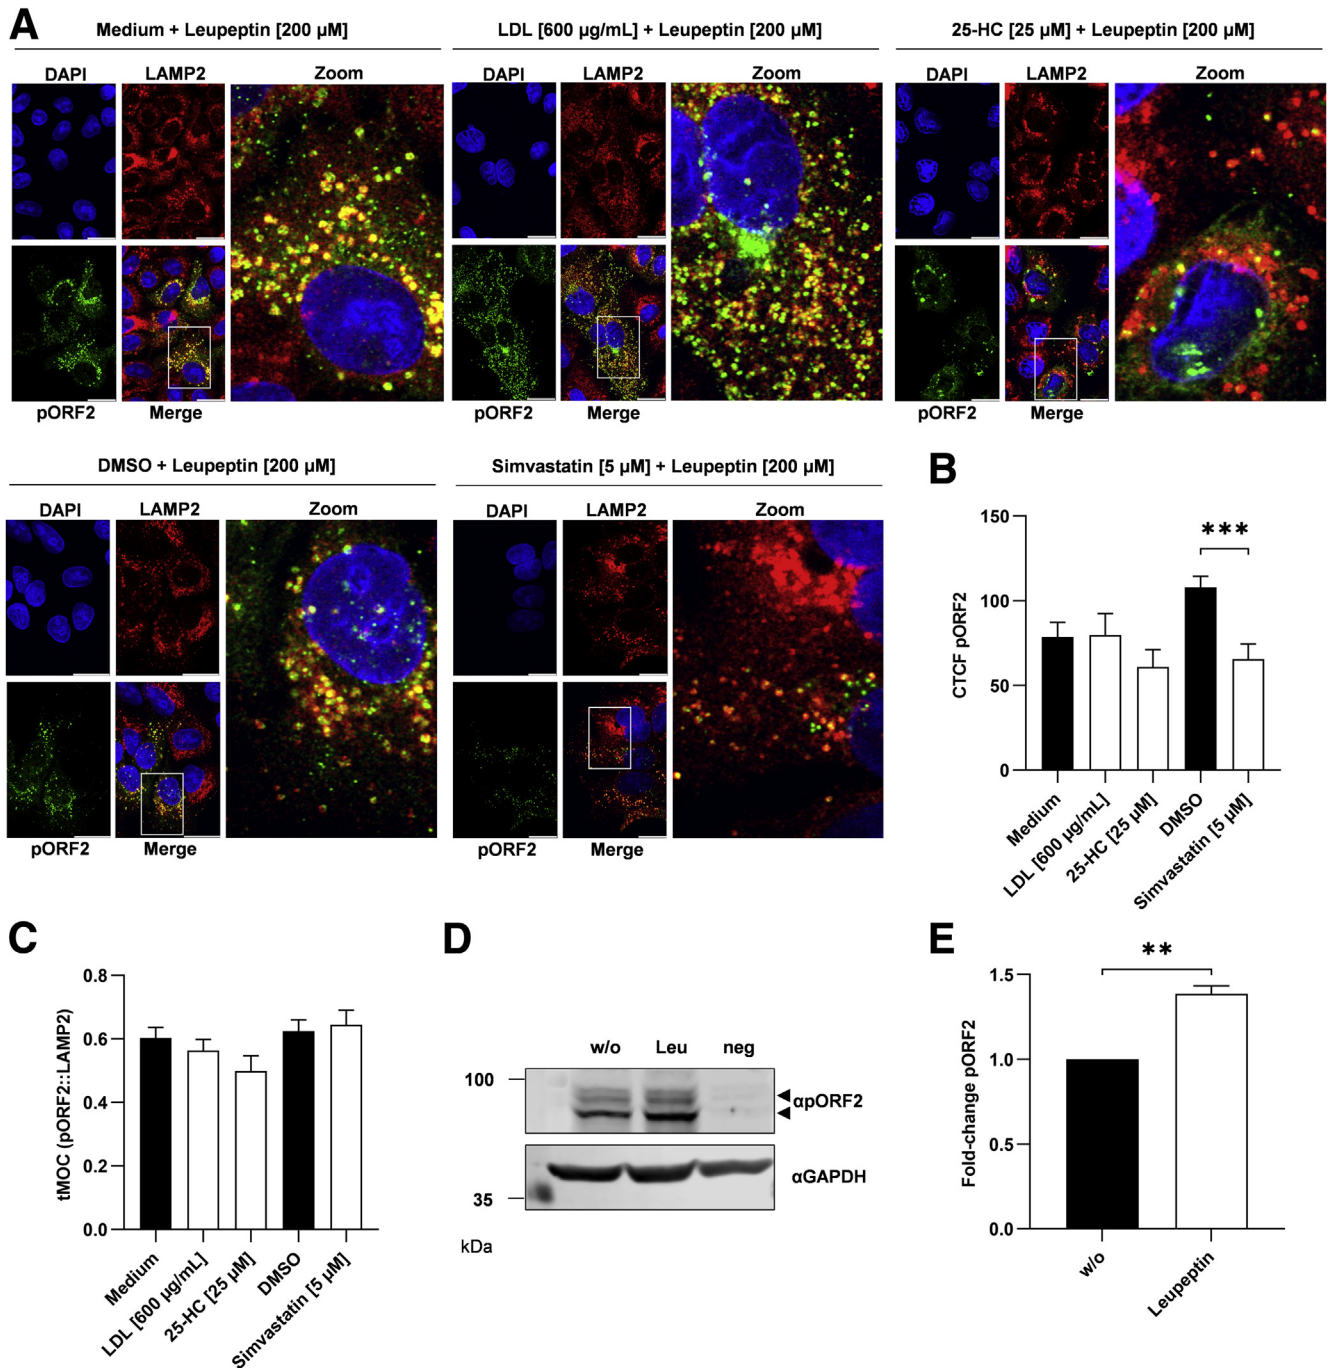 A
Medium + Leupeptin [200 µM]
LDL [600 µg/mL] + Leupeptin [200 µM]
25-HC [25 µM] + Leupeptin [200 µM]
DAPI LAMP2 Zoom
DAPI LAMP2 Zoom
DAPI LAMP2 Zoom
pORF2 Merge
pORF2 Merge
pORF2 Merge
DMSO + Leupeptin [200 µM]
Simvastatin [5 µM] + Leupeptin [200 µM]
DAPI LAMP2 Zoom
DAPI LAMP2 Zoom
pORF2 Merge
pORF2 Merge
B
CTCF pORF2
150
100
50
0
***
Medium
LDL [600 µg/mL]
25-HC [25 µM]
DMSO
Simvastatin [5 µM]
C
tMOC (pORF2::LAMP2)
0.8
0.6
0.4
0.2
0.0
Medium
LDL [600 µg/mL]
25-HC [25 µM]
DMSO
Simvastatin [5 µM]
D
w/o Leu neg
100
αpORF2
αGAPDH
35
kDa
E
Fold-change pORF2
1.5
1.0
0.5
0.0
**
w/o
Leupeptin